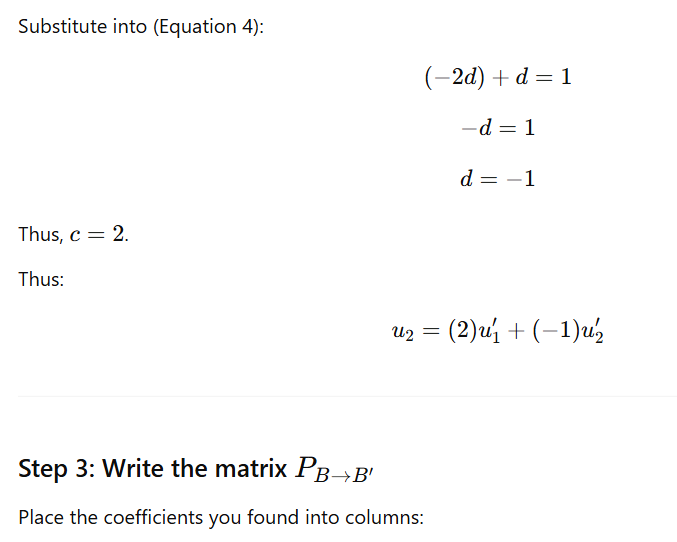 Substitute into (Equation 4):
(−2d) + d = 1
−d = 1
d = −1
Thus, c = 2.
Thus:
u₂ = (2)u′₁ + (−1)u′₂
Step 3: Write the matrix P_{B→B′}
Place the coefficients you found into columns: